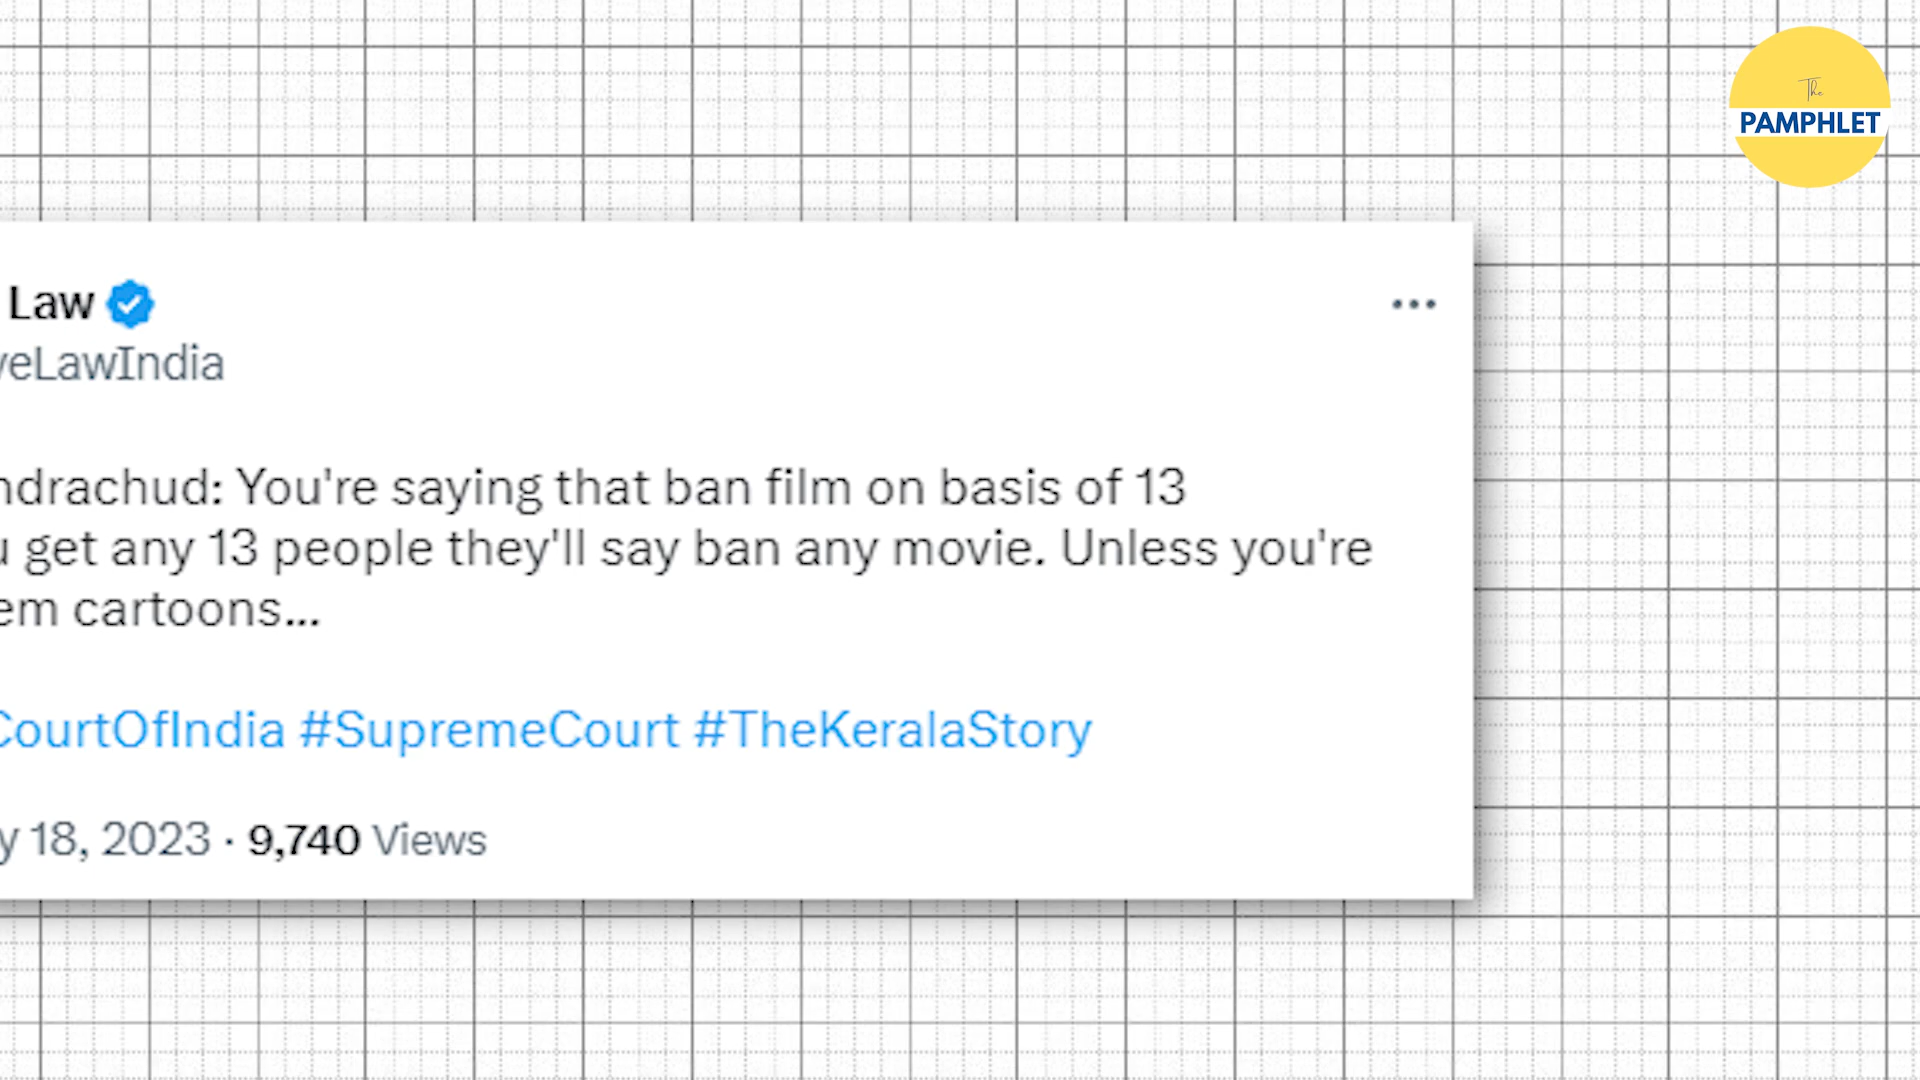 The
PAMPHLET
Law
veLawIndia
ndrachud: You're saying that ban film on basis of 13
u get any 13 people they'll say ban any movie. Unless you're
em cartoons...
CourtOfIndia #SupremeCourt #TheKeralaStory
y 18, 2023 · 9,740 Views